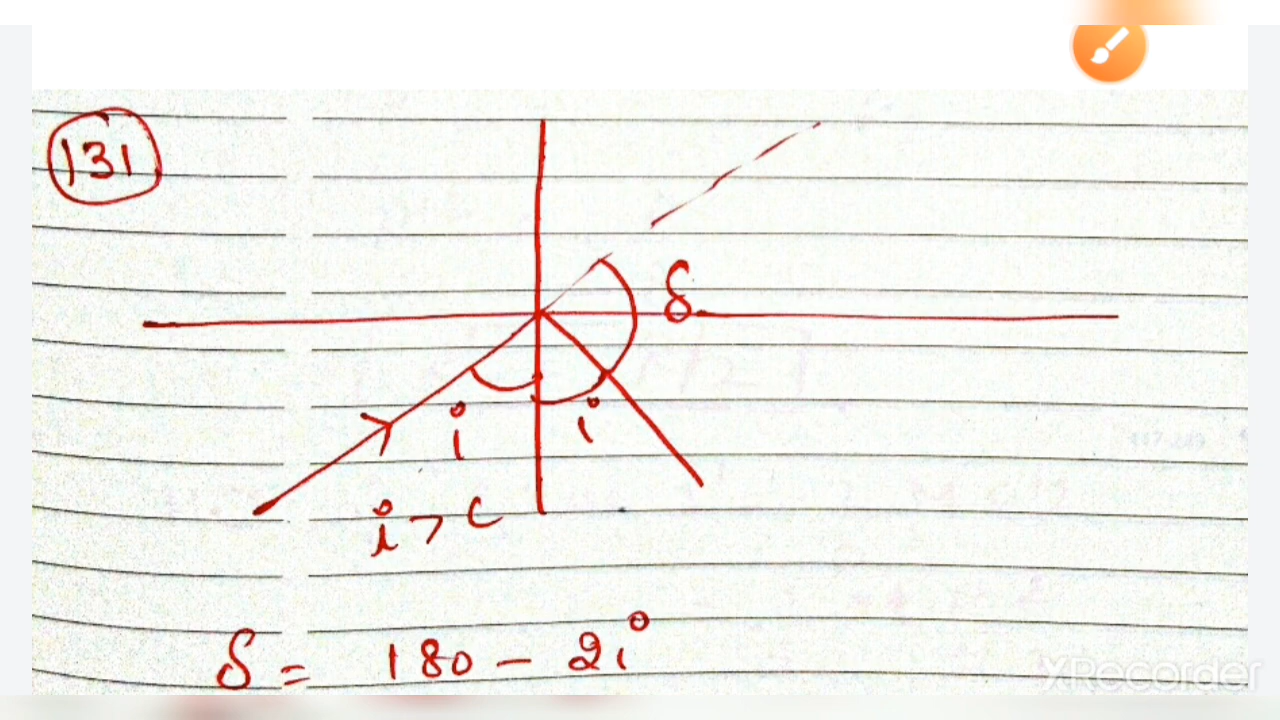 131
δ
i i
i > c
δ = 180 - 2i
XRecorder